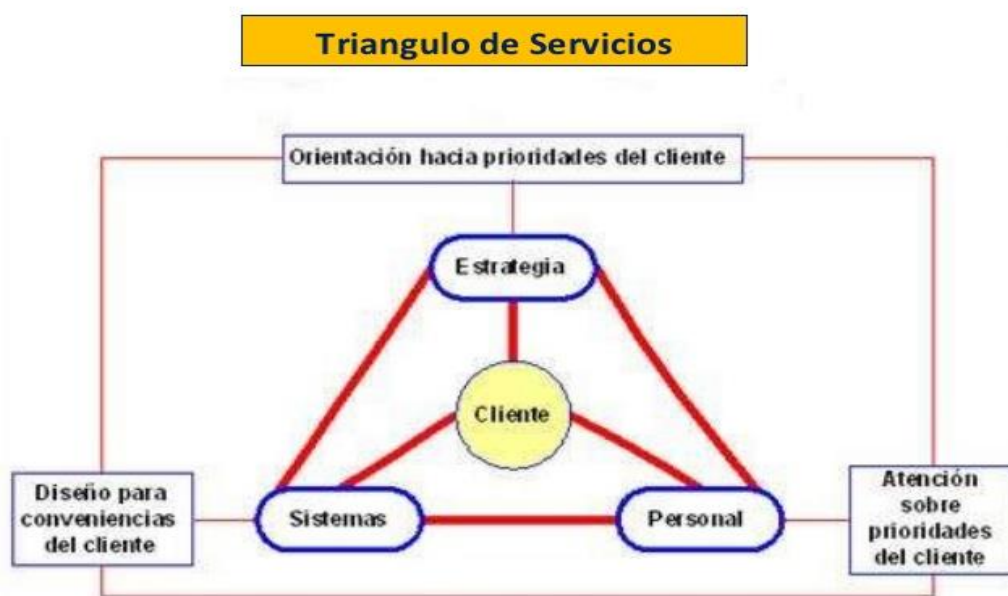 Triangulo de Servicios
Orientación hacia prioridades del cliente
Estrategia
Cliente
Diseño para
conveniencias
del cliente
Sistemas
Personal
Atención
sobre
prioridades
del cliente